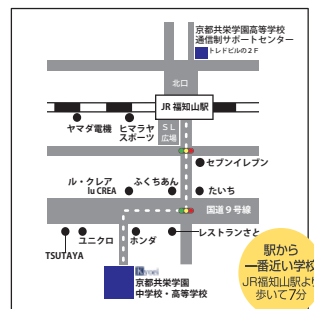 京都共栄学園高等学校
通信制サポートセンター
トレドビルの2F
北口
JR 福知山駅
ヤマダ電機
ヒマラヤ
スポーツ
SL
広場
セブンイレブン
ル・クレア
lu CREA
ふくちあん
たいち
国道9号線
TSUTAYA
ユニクロ
ホンダ
レストランさと
Kyoei
京都共栄学園
中学校・高等学校
駅から
一番近い学校
JR福知山駅より
歩いて7分